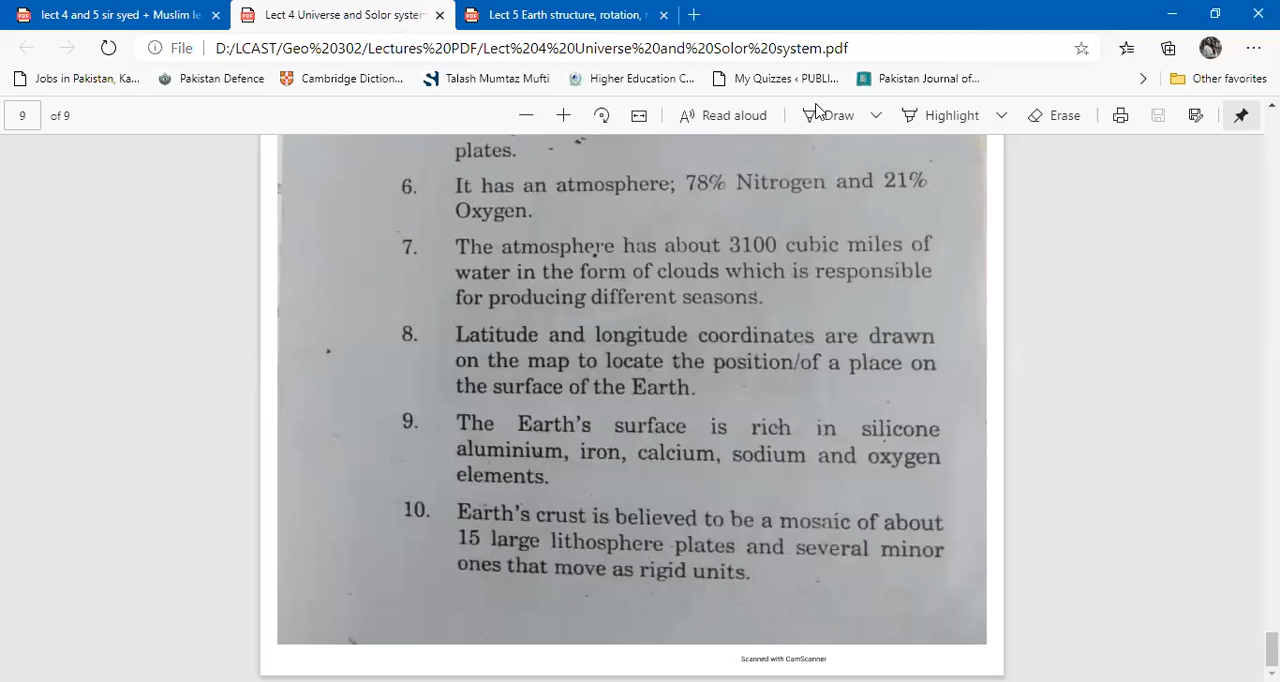 lect 4 and 5 sir syed + Muslim le
Lect 4 Universe and Solor system
Lect 5 Earth structure, rotation, r
File
D:/LCAST/Geo%20302/Lectures%20PDF/Lect%204%20Universe%20and%20Solor%20system.pdf
Jobs in Pakistan, Ka...
Pakistan Defence
Cambridge Diction...
Talash Mumtaz Mufti
Higher Education C...
My Quizzes ‹ PUBLI...
Pakistan Journal of...
Other favorites
9 of 9
Read aloud
Draw
Highlight
Erase
plates.
6. It has an atmosphere; 78% Nitrogen and 21%
Oxygen.
7. The atmosphere has about 3100 cubic miles of
water in the form of clouds which is responsible
for producing different seasons.
8. Latitude and longitude coordinates are drawn
on the map to locate the position/of a place on
the surface of the Earth.
9. The Earth's surface is rich in silicone
aluminium, iron, calcium, sodium and oxygen
elements.
10. Earth's crust is believed to be a mosaic of about
15 large lithosphere plates and several minor
ones that move as rigid units.
Scanned with CamScanner